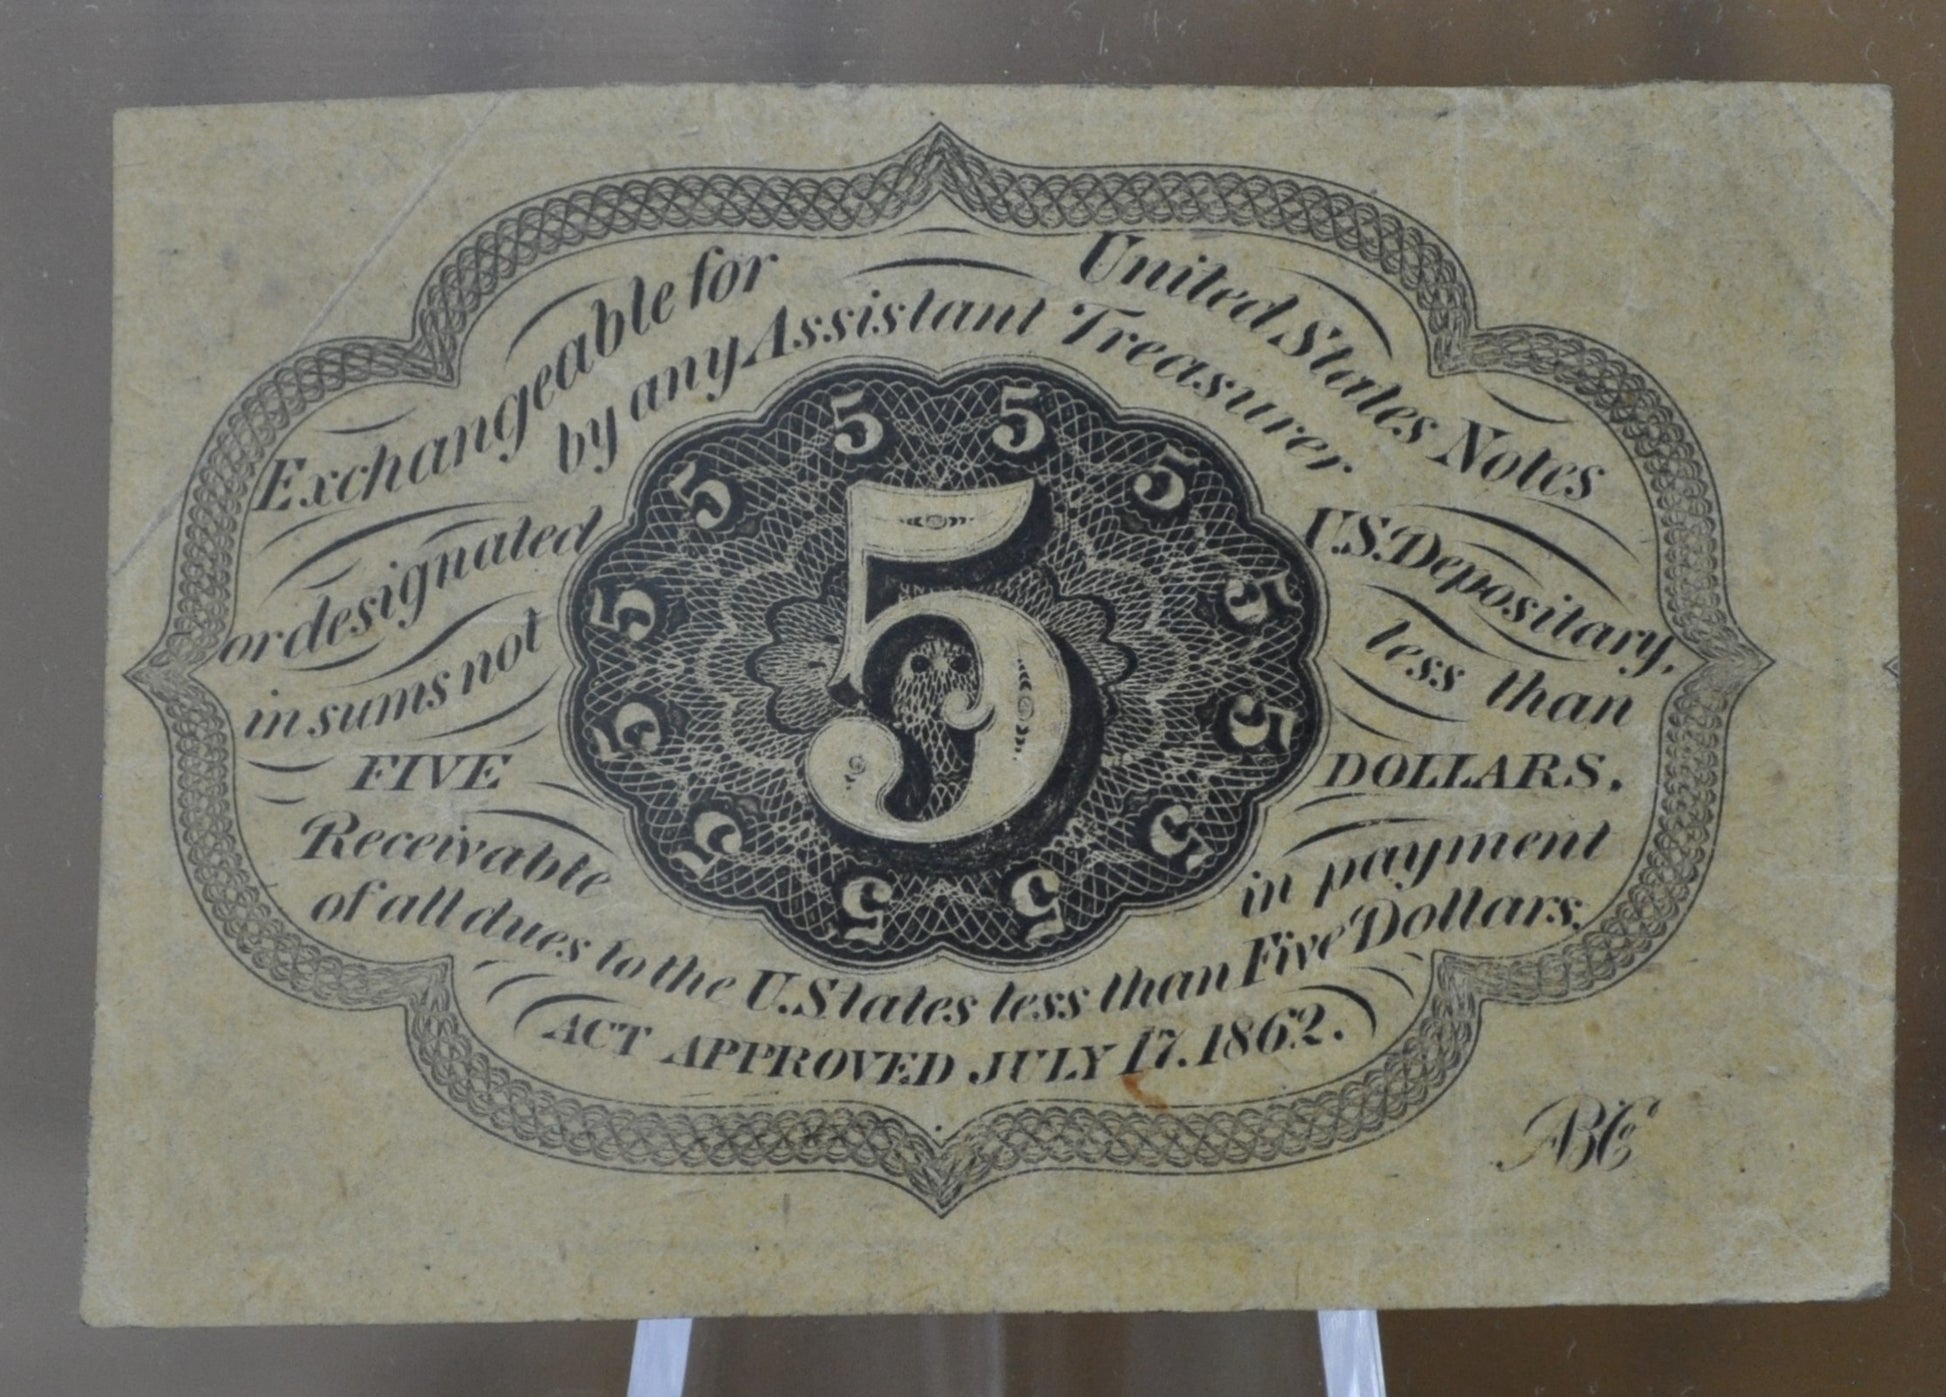 Exchangeable for United States Notes
by any Assistant Treasurer
or designated U.S. Depositary,
in sums not less than
FIVE DOLLARS.
Receivable in payment
of all dues to the U. States less than Five Dollars,
ACT APPROVED JULY 17. 1862.
5 5
5 5
5
5 5
5 5
5 5
5 5
ABCo